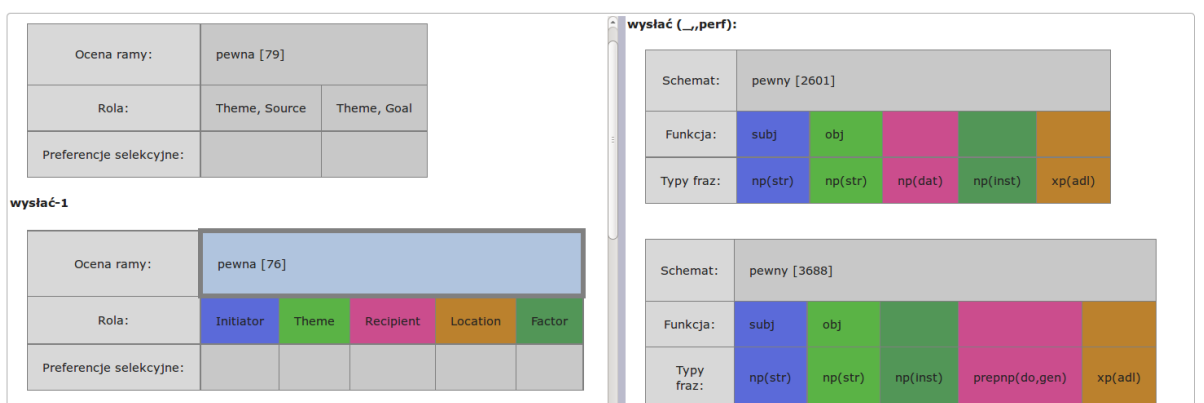 Ocena ramy: pewna [79]
Rola: Theme, Source Theme, Goal
Preferencje selekcyjne:
wysłać-1
Ocena ramy: pewna [76]
Rola: Initiator Theme Recipient Location Factor
Preferencje selekcyjne:
wysłać (_,,perf):
Schemat: pewny [2601]
Funkcja: subj obj
Typy fraz: np(str) np(str) np(dat) np(inst) xp(adl)
Schemat: pewny [3688]
Funkcja: subj obj
Typy
fraz: np(str) np(str) np(inst) prepnp(do,gen) xp(adl)